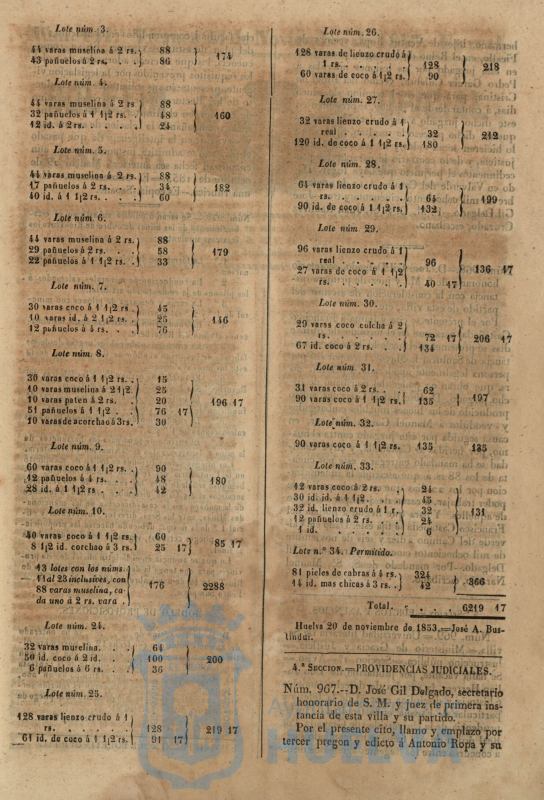 Lote núm. 3.
44 varas muselina á 2 rs. 88
43 pañuelos á 2 rs. . . . 86 174
Lote núm. 4.
44 varas muselina á 2 rs 88
32 pañuelos á 1 1¡2 rs. . 48 160
12 id. á 2 rs. . . . . . 24
Lote núm. 5.
44 varas muselina á 2 rs. 88
17 pañuelos á 2 rs. . . . 34 182
40 id. á 1 1¡2 rs. . . . 60
Lote núm. 6.
44 varas muselina á 2 rs. 88
29 pañuelos á 2 rs. . . . 58 179
22 pañuelos á 1 1¡2 rs. . 33
Lote núm. 7.
30 varas coco á 1 1¡2 rs. 45
10 varas id. á 2 1¡2 rs. . 25 146
12 pañuelos á 4 rs. . . . 76
Lote núm. 8.
30 varas coco á 1 1¡2 rs. . 15
10 varas muselina á 2 1¡2. 25
10 varas paten á 2 rs. . 20 196 17
51 pañuelos á 1 1¡2 . . . 76 17
10 varas de acorchao á 3 rs. 30
Lote núm. 9.
60 varas coco á 1 1¡2 rs. . 90
12 pañuelos á 4 rs. . . . 48 180
28 id. á 1 1¡2 rs. . . . 42
Lote núm. 10.
40 varas coco á 1 1¡2 rs. 60
8 1¡2 id. corchao á 3 rs. 25 17 85 17
13 lotes con los núms.
11 al 23 inclusives, con
88 varas muselina, ca- 176 2288
da uno á 2 rs. vara .
Lote núm. 24.
32 varas muselina. . . . 64
50 id. coco á 2 id. . . . 100 200
6 pañuelos á 6 rs. . . . 36
Lote núm. 25.
128 varas lienzo crudo á 1
rs. . . . . . . . 128 219 17
61 id. de coco á 1 1¡2 rs. 91 17
Lote núm. 26.
128 varas de lienzo crudo á
1 rs. . . . . . . 128 218
60 varas de coco á 1 1¡2 rs. 90
Lote núm. 27.
32 varas lienzo crudo á 1
real . . . . . . 32 212
120 id. de coco á 1 1¡2 rs. 180
Lote núm. 28.
64 varas lienzo crudo á 1
rs. . . . . . . . 64 199
90 id. de coco á 1 1¡2 rs. 132
Lote núm. 29.
96 varas lienzo crudo á 1
real . . . . . . 96 136 17
27 varas de coco á 1 1¡2
rs. . . . . . . . 40 17
Lote núm. 30.
29 varas coco colcha á 2
rs. . . . . . . . 72 17 206 17
67 id. coco á 2 rs. . . . 134
Lote núm. 31.
31 varas coco á 2 rs. . . 62
90 varas coco á 1 1¡2 rs. 135 197
Lote núm. 32.
90 varas coco á 1 1¡2 rs. 135 135
Lote núm. 33.
12 varas coco á 2 rs. . . 24
30 id. id. á 1 1¡2. . . . 45
32 id. lienzo crudo á 1 r. 32 131
12 pañuelos á 2 rs. . . . 24
1 id. . . . . . . . 6
Lote n.º 34. Permitido.
81 pieles de cabras á 4 rs. 324
14 id. mas chicas á 3 rs. . 42 366
Total. . . . . 6219 17
Huelva 20 de noviembre de 1853.=José A. Bus-
tindui.
4.ª SECCION.=PROVIDENCIAS JUDICIALES.
Núm. 967.--D. José Gil Delgado, secretario
honorario de S. M. y juez de primera ins-
tancia de esta villa y su partido.
Por el presente cito, llamo y emplazo por
tercer pregon y edicto á Antonio Ropa y su
HUELVA